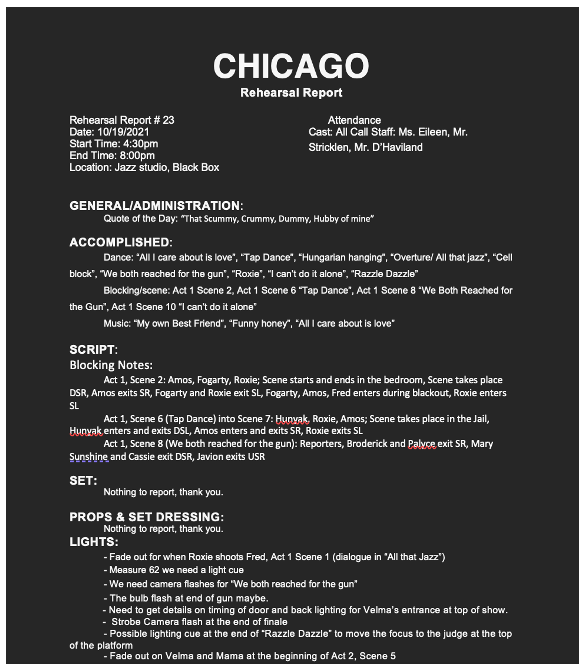 CHICAGO
Rehearsal Report
Rehearsal Report # 23
Date: 10/19/2021
Start Time: 4:30pm
End Time: 8:00pm
Location: Jazz studio, Black Box
Attendance
Cast: All Call Staff: Ms. Eileen, Mr.
Stricklen, Mr. D'Haviland
GENERAL/ADMINISTRATION:
Quote of the Day: "That Scummy, Crummy, Dummy, Hubby of mine"
ACCOMPLISHED:
Dance: "All I care about is love", "Tap Dance", "Hungarian hanging", "Overture/ All that jazz", "Cell
block", "We both reached for the gun", "Roxie", "I can't do it alone", "Razzle Dazzle"
Blocking/scene: Act 1 Scene 2, Act 1 Scene 6 "Tap Dance", Act 1 Scene 8 "We Both Reached for
the Gun", Act 1 Scene 10 "I can't do it alone"
Music: "My own Best Friend", "Funny honey", "All I care about is love"
SCRIPT:
Blocking Notes:
Act 1, Scene 2: Amos, Fogarty, Roxie; Scene starts and ends in the bedroom, Scene takes place
DSR, Amos exits SR, Fogarty and Roxie exit SL, Fogarty, Amos, Fred enters during blackout, Roxie enters
SL
Act 1, Scene 6 (Tap Dance) into Scene 7: Hunyak, Roxie, Amos; Scene takes place in the Jail,
Hunyak enters and exits DSL, Amos enters and exits SR, Roxie exits SL
Act 1, Scene 8 (We both reached for the gun): Reporters, Broderick and Palyce exit SR, Mary
Sunshine and Cassie exit DSR, Javion exits USR
SET:
Nothing to report, thank you.
PROPS & SET DRESSING:
Nothing to report, thank you.
LIGHTS:
- Fade out for when Roxie shoots Fred, Act 1 Scene 1 (dialogue in "All that Jazz")
- Measure 62 we need a light cue
- We need camera flashes for "We both reached for the gun"
- The bulb flash at end of gun maybe.
- Need to get details on timing of door and back lighting for Velma's entrance at top of show.
- Strobe Camera flash at the end of finale
- Possible lighting cue at the end of "Razzle Dazzle" to move the focus to the judge at the top
of the platform
- Fade out on Velma and Mama at the beginning of Act 2, Scene 5